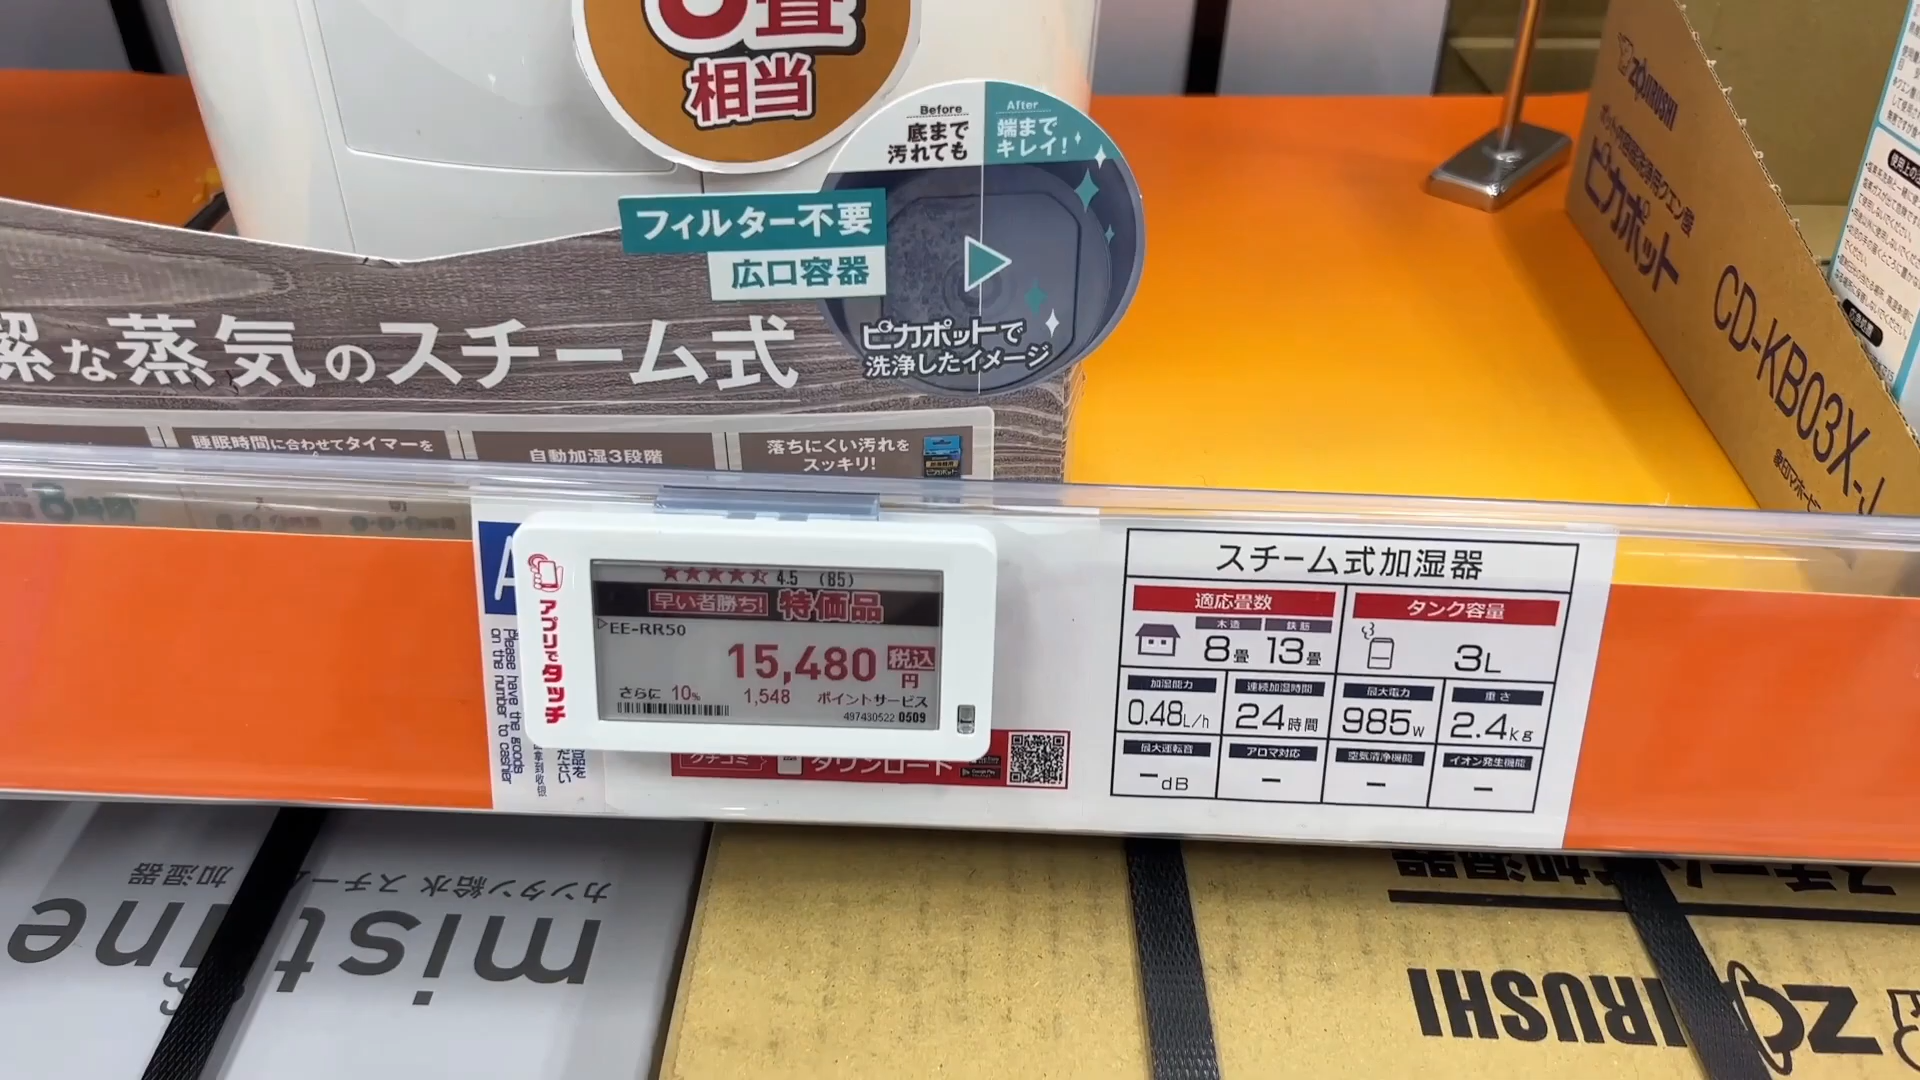 相当
Before
底まで
汚れても
After
端まで
キレイ!
フィルター不要
広口容器
ピカポットで
洗浄したイメージ
な蒸気のスチーム式
睡眠時間に合わせてタイマーを
自動加湿3段階
落ちにくい汚れを
スッキリ!
ZOJIRUSHI
ピカポット
CD-KB03X-J
アプリでタッチ
★★★★ 4.5 (85)
早い者勝ち! 特価品
EE-RR50
15,480 税込
円
さらに 10% 1,548 ポイントサービス
497430522 0509
Please have the goods
on the number to casher
クチコミ
ダウンロード
スチーム式加湿器
適応畳数
木造 鉄筋
8畳 13畳
タンク容量
3L
加湿能力
0.48L/h
連続加湿時間
24時間
最大電力
985W
重さ
2.4kg
最大運転音
-dB
アロマ対応
-
空気清浄機能
-
イオン発生機能
-
カンタン給水 スチーム
加湿器
ZOJIRUSHI